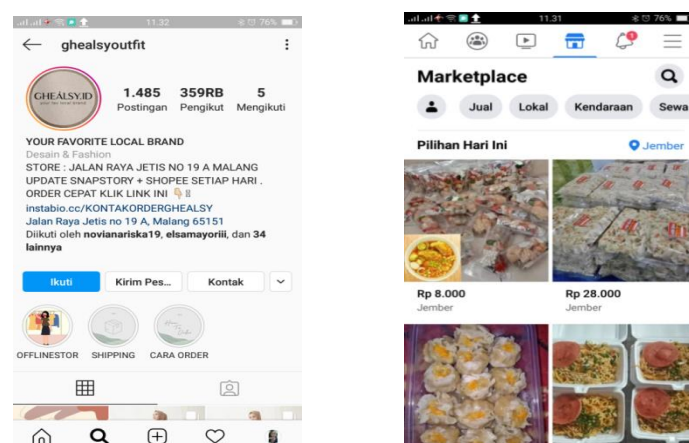 11.32
76%
ghealsyoutfit
GHEÁLSY.ID
1.485 359RB 5
Postingan Pengikut Mengikuti
YOUR FAVORITE LOCAL BRAND
Desain & Fashion
STORE : JALAN RAYA JETIS NO 19 A MALANG
UPDATE SNAPSTORY + SHOPEE SETIAP HARI .
ORDER CEPAT KLIK LINK INI 👇🏻
instabio.cc/KONTAKORDERGHEALSY
Jalan Raya Jetis no 19 A, Malang 65151
Diikuti oleh novianariska19, elsamayoriii, dan 34
lainnya
Ikuti Kirim Pes... Kontak
OFFLINESTOR SHIPPING CARA ORDER
11.31
76%
Marketplace
Jual Lokal Kendaraan Sewa
Pilihan Hari Ini Jember
Rp 8.000 Rp 28.000
Jember Jember